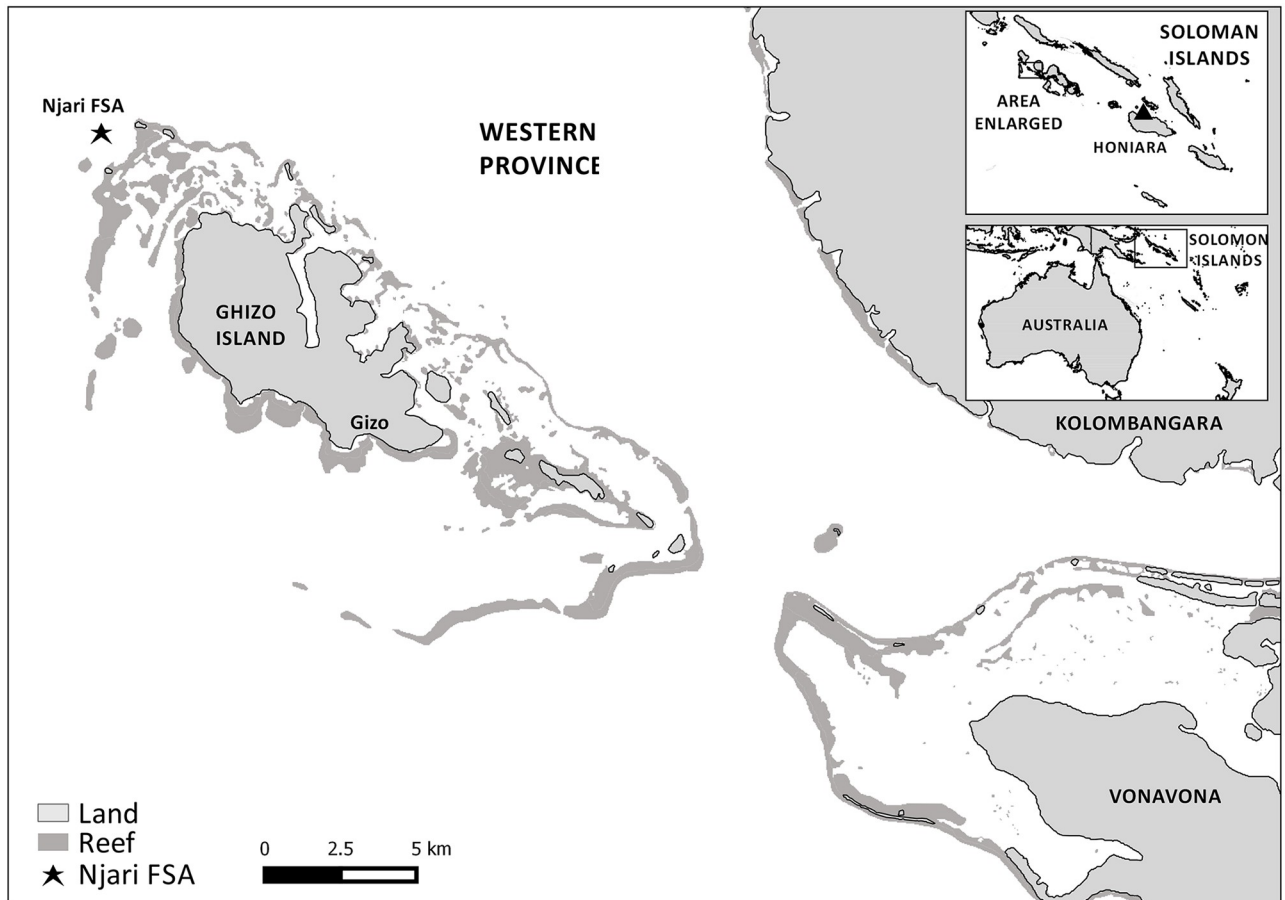 Njari FSA
WESTERN
PROVINCE
GHIZO
ISLAND
Gizo
SOLOMAN
ISLANDS
AREA
ENLARGED
HONIARA
SOLOMON
ISLANDS
AUSTRALIA
KOLOMBANGARA
VONAVONA
Land
Reef
Njari FSA
0 2.5 5 km